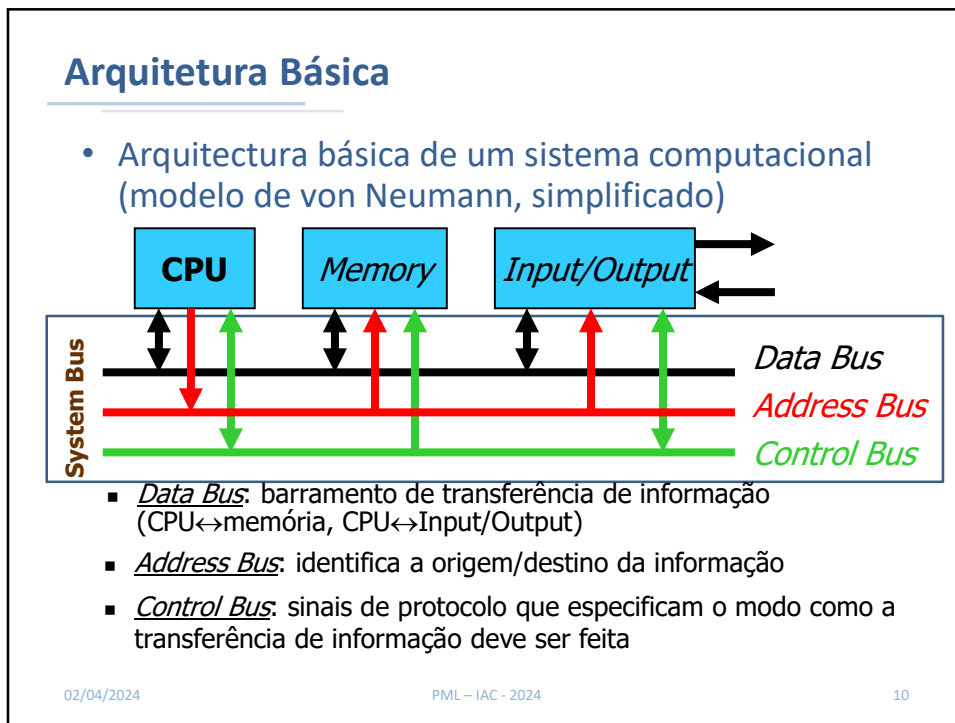 Arquitetura Básica
• Arquitectura básica de um sistema computacional
(modelo de von Neumann, simplificado)
CPU
Memory
Input/Output
System Bus
Data Bus
Address Bus
Control Bus
▪ Data Bus: barramento de transferência de informação
(CPU↔memória, CPU↔Input/Output)
▪ Address Bus: identifica a origem/destino da informação
▪ Control Bus: sinais de protocolo que especificam o modo como a
transferência de informação deve ser feita
02/04/2024
PML – IAC - 2024
10